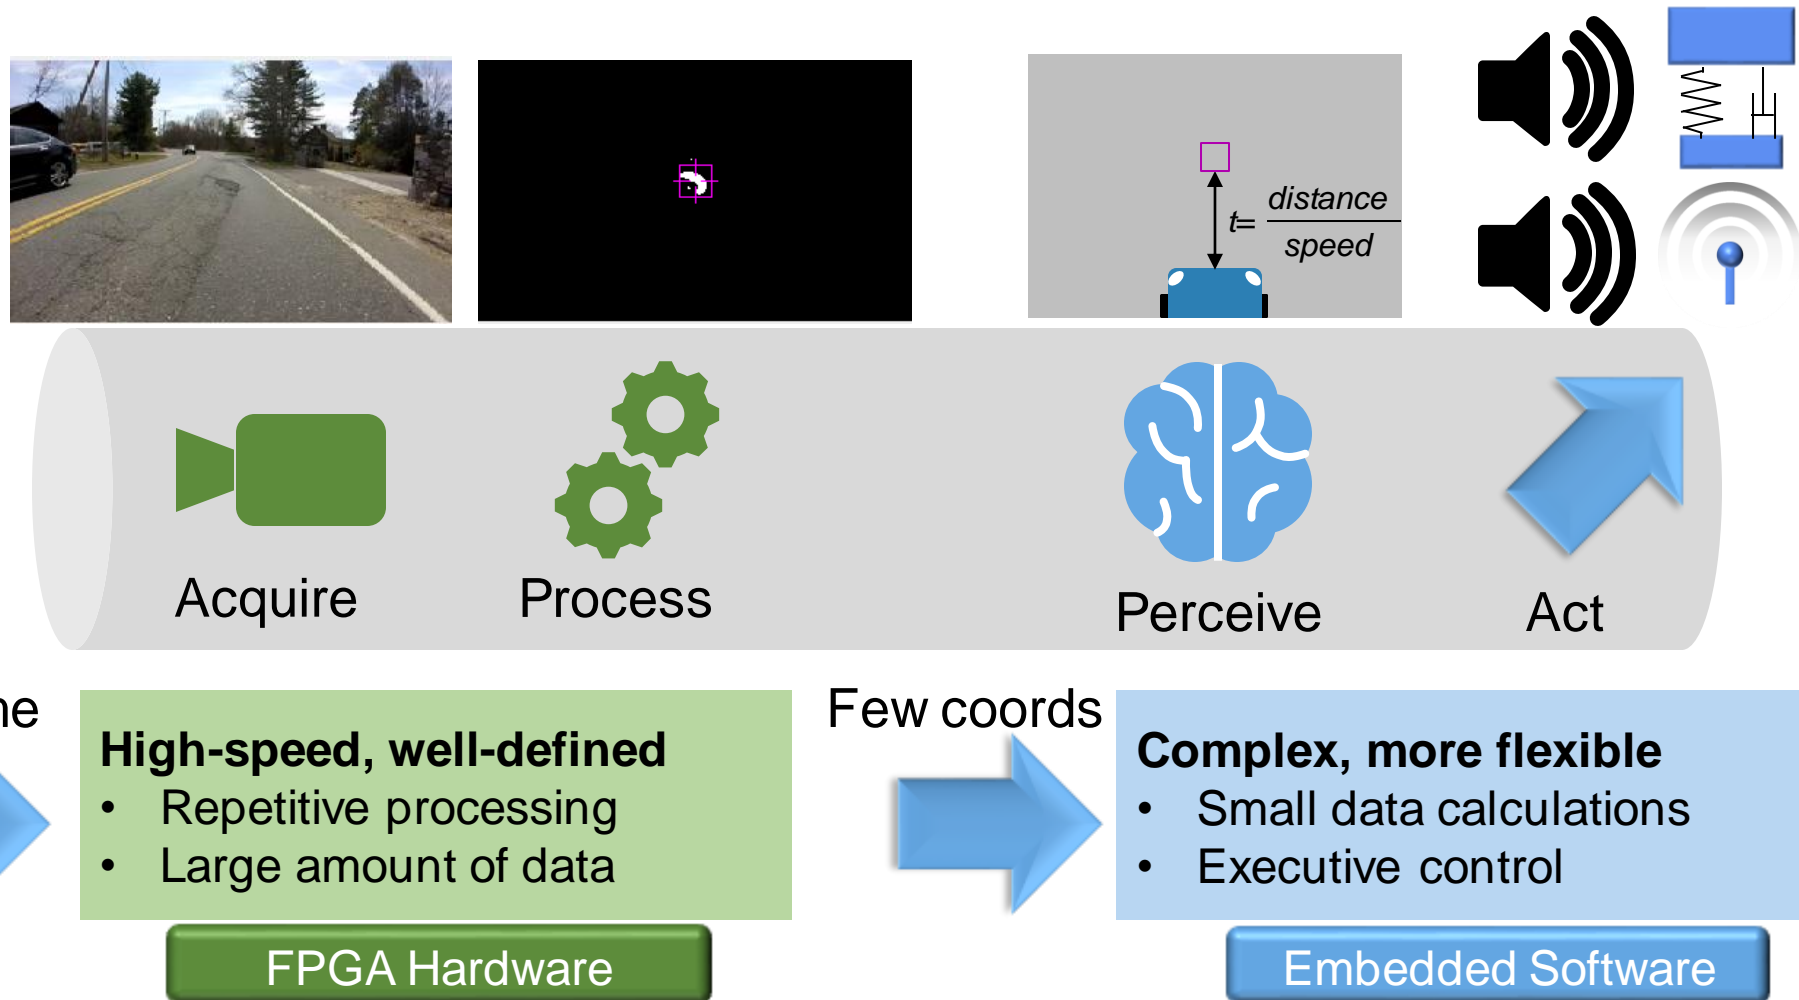 t= distance
speed
Acquire
Process
Perceive
Act
Few coords
High-speed, well-defined
• Repetitive processing
• Large amount of data
FPGA Hardware
Complex, more flexible
• Small data calculations
• Executive control
Embedded Software